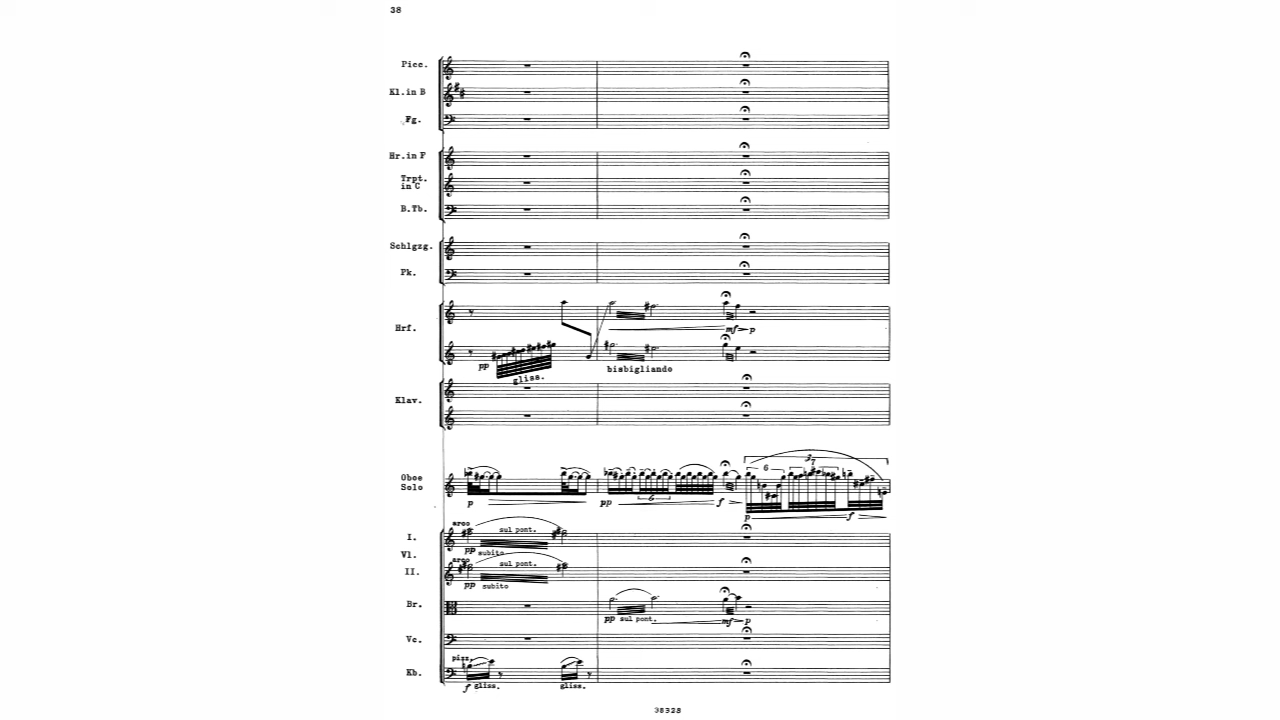 38
Picc.
Kl.in B
Fg.
Hr.in F
Trpt.
in C
B.Tb.
Schlgzg.
Pk.
Hrf.
mf p
pp
gliss.
bisbigliando
Klav.
Oboe
Solo
6
3
7
p
pp
6
f
p
f
arco
sul pont.
I.
pp subito
Vl.
arco
sul pont.
II.
pp subito
Br.
pp sul pont.
mf p
Vc.
pizz.
Kb.
f gliss.
gliss.
38328